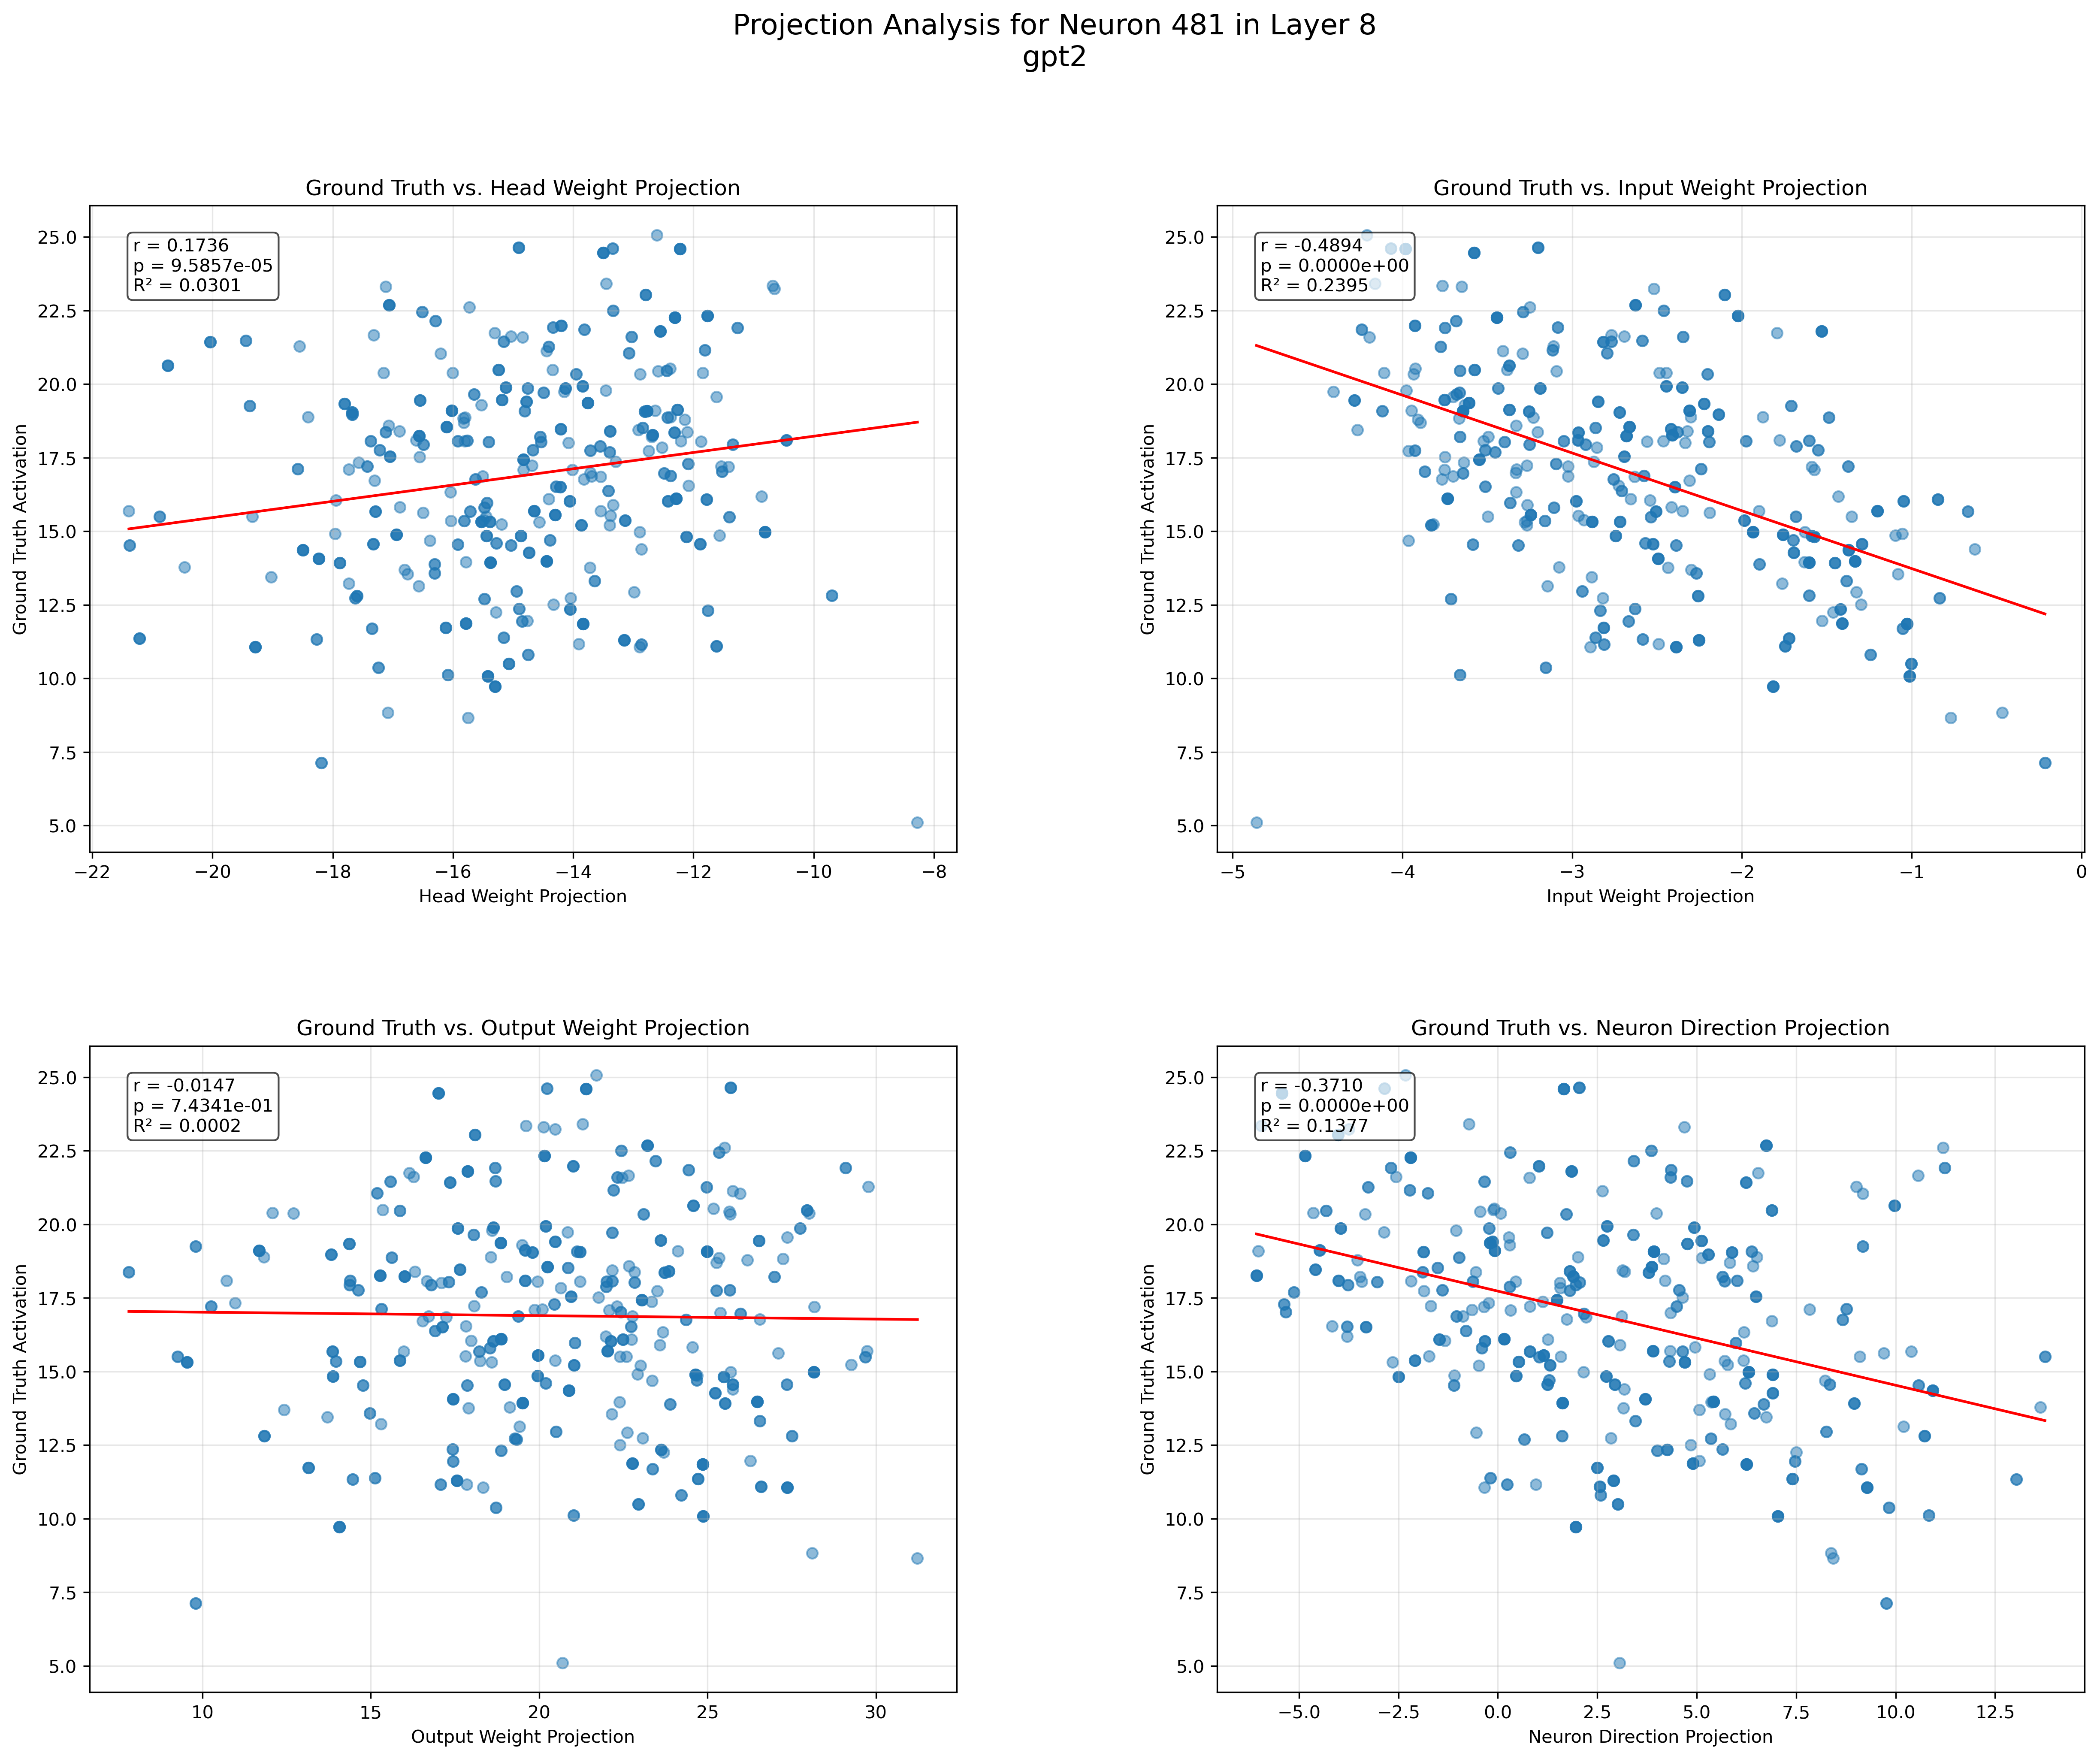 Projection Analysis for Neuron 481 in Layer 8
gpt2
Ground Truth vs. Head Weight Projection
r = 0.1736
p = 9.5857e-05
R² = 0.0301
Ground Truth Activation
25.0
22.5
20.0
17.5
15.0
12.5
10.0
7.5
5.0
−22 −20 −18 −16 −14 −12 −10 −8
Head Weight Projection
Ground Truth vs. Input Weight Projection
r = -0.4894
p = 0.0000e+00
R² = 0.2395
Ground Truth Activation
25.0
22.5
20.0
17.5
15.0
12.5
10.0
7.5
5.0
−5 −4 −3 −2 −1 0
Input Weight Projection
Ground Truth vs. Output Weight Projection
r = -0.0147
p = 7.4341e-01
R² = 0.0002
Ground Truth Activation
25.0
22.5
20.0
17.5
15.0
12.5
10.0
7.5
5.0
10 15 20 25 30
Output Weight Projection
Ground Truth vs. Neuron Direction Projection
r = -0.3710
p = 0.0000e+00
R² = 0.1377
Ground Truth Activation
25.0
22.5
20.0
17.5
15.0
12.5
10.0
7.5
5.0
−5.0 −2.5 0.0 2.5 5.0 7.5 10.0 12.5
Neuron Direction Projection